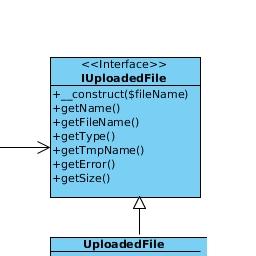 <<Interface>>
IUploadedFile
+__construct($fileName)
+getName()
+getFileName()
+getType()
+getTmpName()
+getError()
+getSize()
UploadedFile